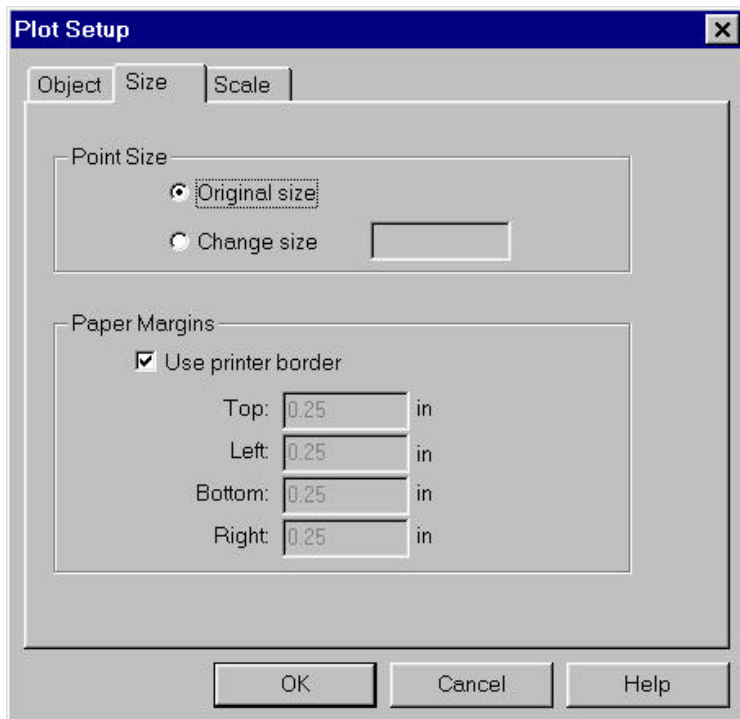 Plot Setup
Object Size Scale
Point Size
Original size
Change size
Paper Margins
Use printer border
Top: 0.25 in
Left: 0.25 in
Bottom: 0.25 in
Right: 0.25 in
OK Cancel Help